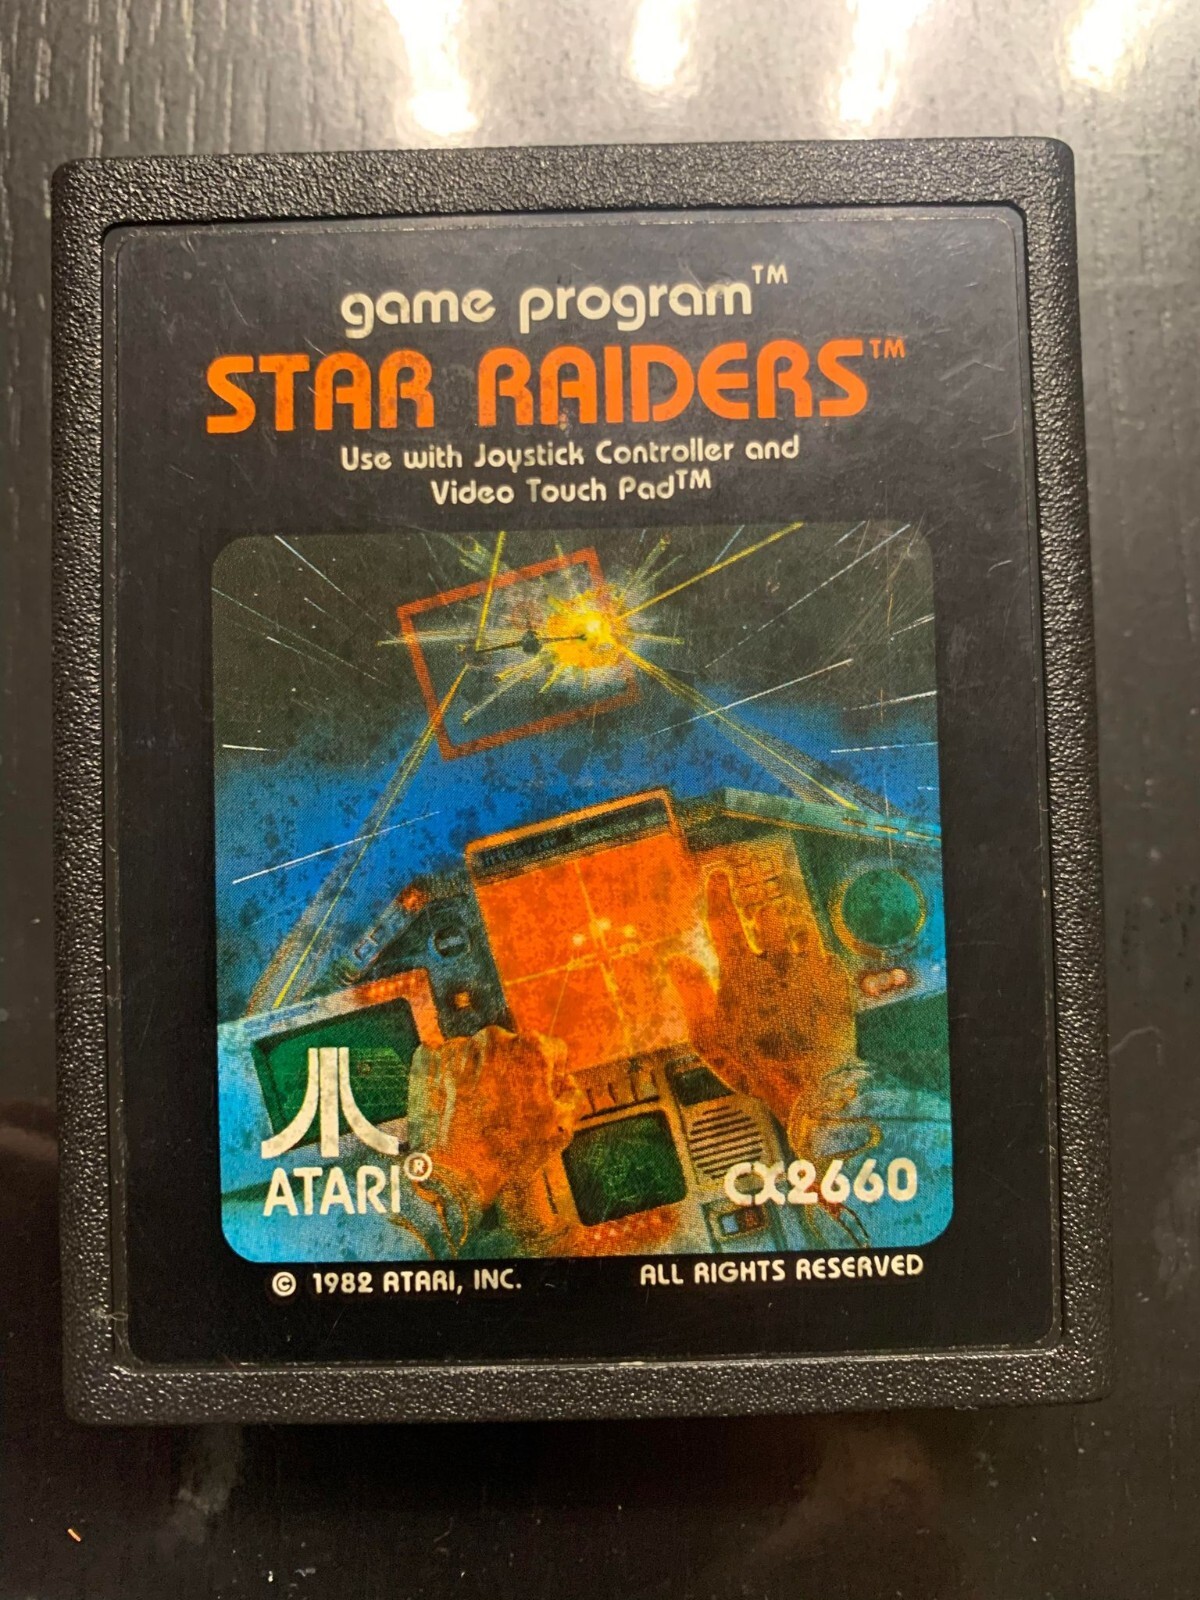 game program™
STAR RAIDERS™
Use with Joystick Controller and
Video Touch Pad™
ATARI®
CX2660
© 1982 ATARI, INC.
ALL RIGHTS RESERVED